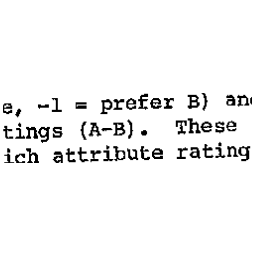 e, -1 = prefer B) an
tings (A-B). These
ich attribute rating